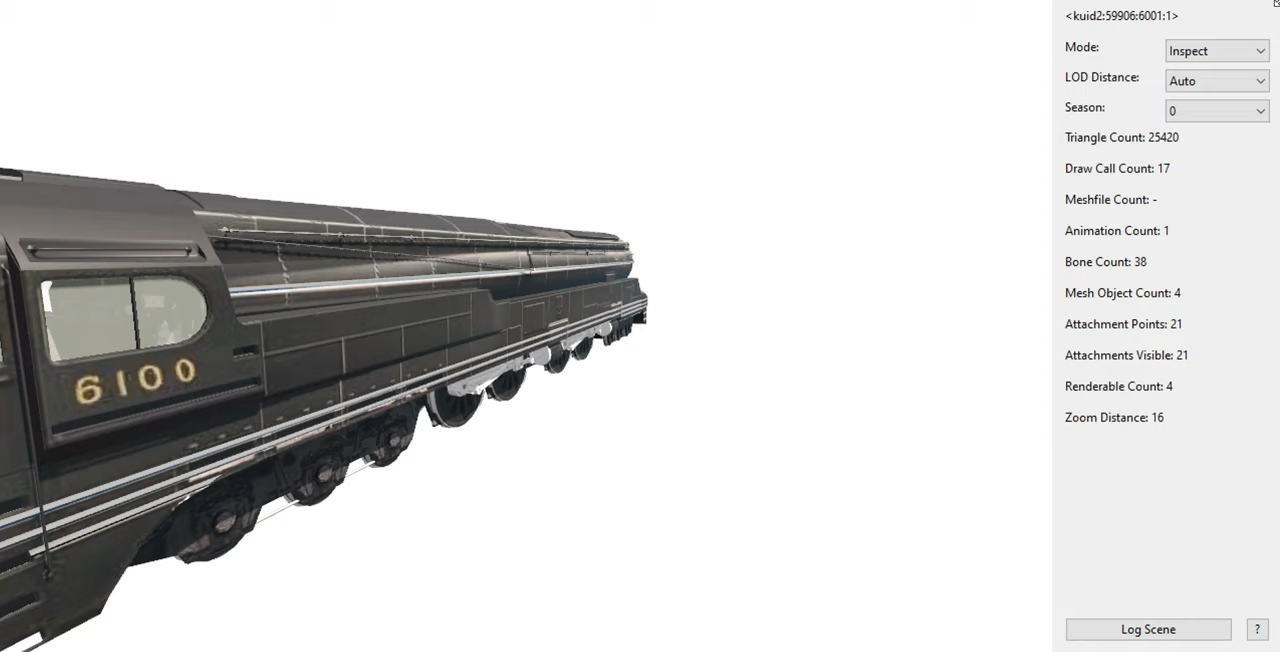 <kuid2:59906:6001:1>
Mode: Inspect
LOD Distance: Auto
Season: 0
Triangle Count: 25420
Draw Call Count: 17
Meshfile Count: -
Animation Count: 1
Bone Count: 38
Mesh Object Count: 4
Attachment Points: 21
Attachments Visible: 21
Renderable Count: 4
Zoom Distance: 16
6100
Log Scene ?